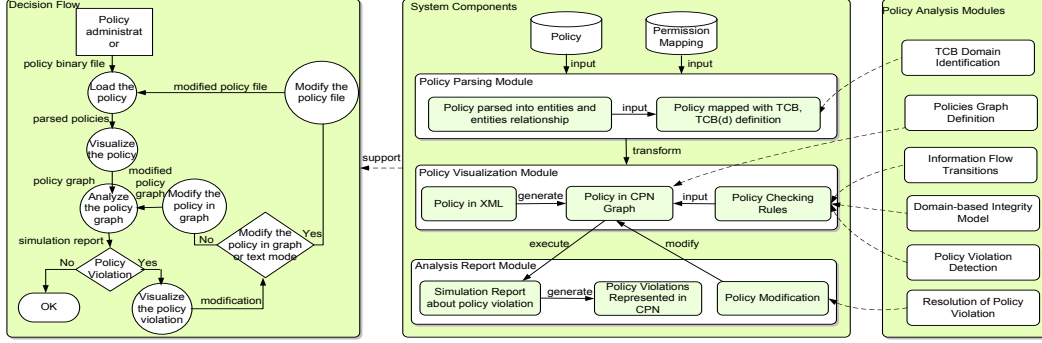 Decision Flow
Policy
administrat
or
policy binary file
Load the
policy
modified policy file
Modify the
policy file
parsed policies
Visualize
the policy
policy graph
modified
policy
graph
Analyze
the policy
graph
Modify the
policy in
graph
simulation report
No
Modify the
policy in graph
or text mode
Yes
Policy
Violation
No
Yes
OK
Visualize
the policy
violation
modification
support
System Components
Policy
Permission
Mapping
input
input
Policy Parsing Module
Policy parsed into entities and
entities relationship
input
Policy mapped with TCB,
TCB(d) definition
transform
Policy Visualization Module
Policy in XML
generate
Policy in CPN
Graph
input
Policy Checking
Rules
execute
modify
Analysis Report Module
Simulation Report
about policy violation
generate
Policy Violations
Represented in
CPN
Policy Modification
Policy Analysis Modules
TCB Domain
Identification
Policies Graph
Definition
Information Flow
Transitions
Domain-based Integrity
Model
Policy Violation
Detection
Resolution of Policy
Violation